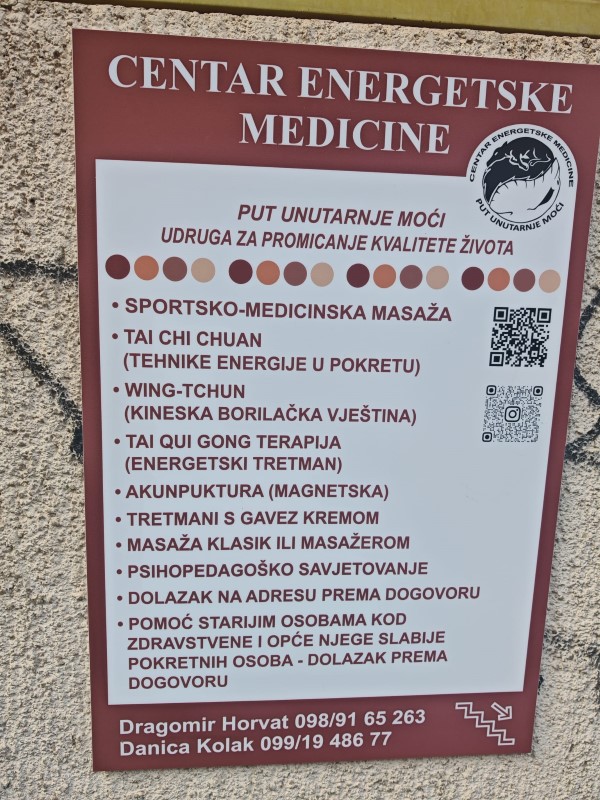 CENTAR ENERGETSKE
MEDICINE
CENTAR ENERGETSKE MEDICINE
PUT UNUTARNJE MOĆI
PUT UNUTARNJE MOĆI
UDRUGA ZA PROMICANJE KVALITETE ŽIVOTA
• SPORTSKO-MEDICINSKA MASAŽA
• TAI CHI CHUAN
(TEHNIKE ENERGIJE U POKRETU)
• WING-TCHUN
(KINESKA BORILAČKA VJEŠTINA)
• TAI QUI GONG TERAPIJA
(ENERGETSKI TRETMAN)
• AKUNPUKTURA (MAGNETSKA)
• TRETMANI S GAVEZ KREMOM
• MASAŽA KLASIK ILI MASAŽEROM
• PSIHOPEDAGOŠKO SAVJETOVANJE
• DOLAZAK NA ADRESU PREMA DOGOVORU
• POMOĆ STARIJIM OSOBAMA KOD
ZDRAVSTVENE I OPĆE NJEGE SLABIJE
POKRETNIH OSOBA - DOLAZAK PREMA
DOGOVORU
Dragomir Horvat 098/91 65 263
Danica Kolak 099/19 486 77